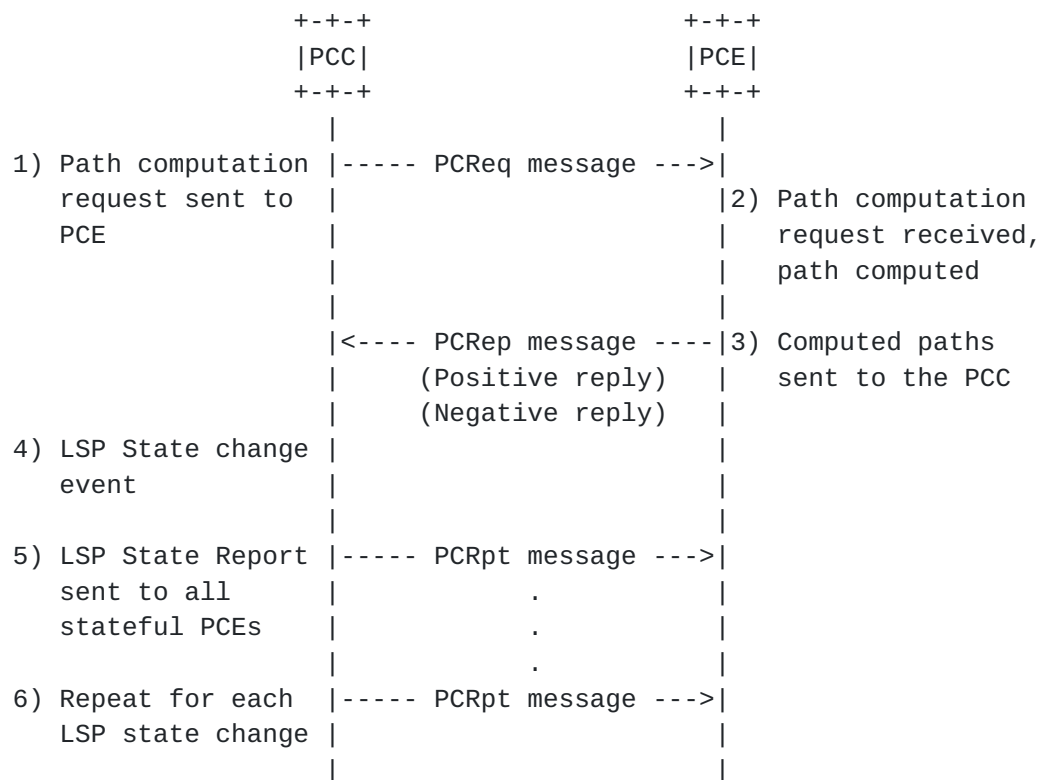 +-+-+                    +-+-+
                  |PCC|                    |PCE|
                  +-+-+                    +-+-+
                    |                        |
1) Path computation |----- PCReq message --->|
   request sent to  |                        |2) Path computation
   PCE              |                        |   request received,
                    |                        |   path computed
                    |                        |
                    |<---- PCRep message ----|3) Computed paths
                    |     (Positive reply)   |   sent to the PCC
                    |     (Negative reply)   |
4) LSP State change |                        |
   event            |                        |
                    |                        |
5) LSP State Report |----- PCRpt message --->|
   sent to all      |            .           |
   stateful PCEs    |            .           |
                    |            .           |
6) Repeat for each  |----- PCRpt message --->|
   LSP state change |                        |
                    |                        |